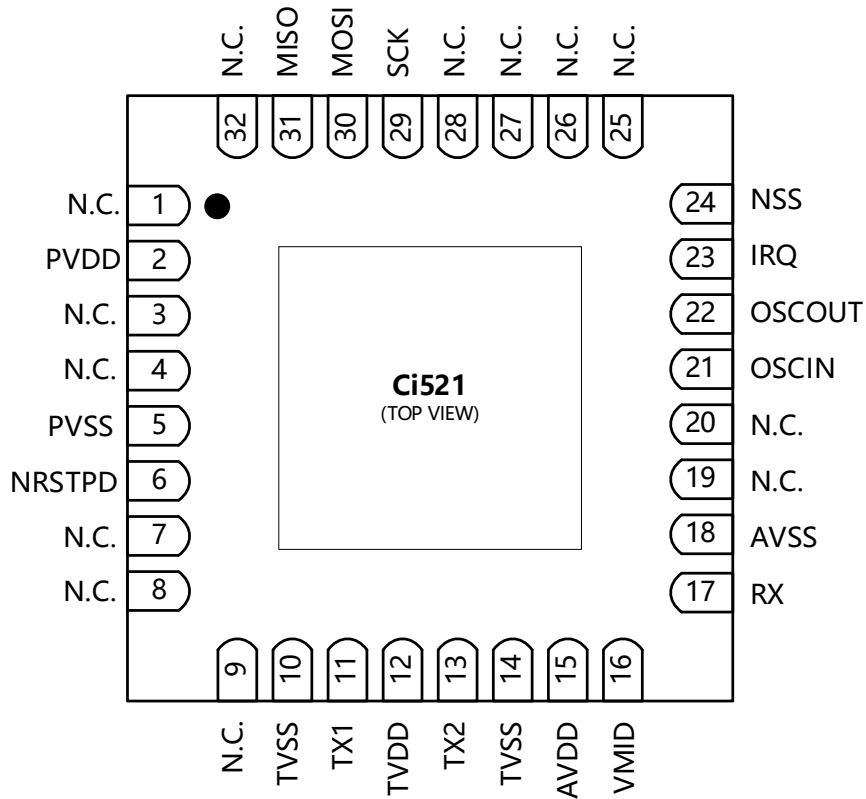 N.C. MISO MOSI SCK N.C. N.C. N.C. N.C.
32 31 30 29 28 27 26 25
N.C. 1 24 NSS
PVDD 2 23 IRQ
N.C. 3 22 OSCOUT
N.C. 4 21 OSCIN
Ci521
(TOP VIEW)
PVSS 5 20 N.C.
NRSTPD 6 19 N.C.
N.C. 7 18 AVSS
N.C. 8 17 RX
9 10 11 12 13 14 15 16
N.C. TVSS TX1 TVDD TX2 TVSS AVDD VMID